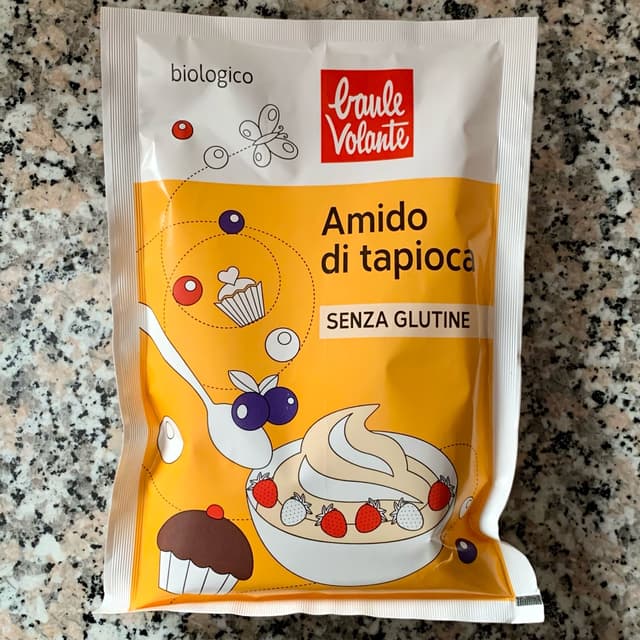 biologico
baule
Volante
Amido
di tapioca
SENZA GLUTINE